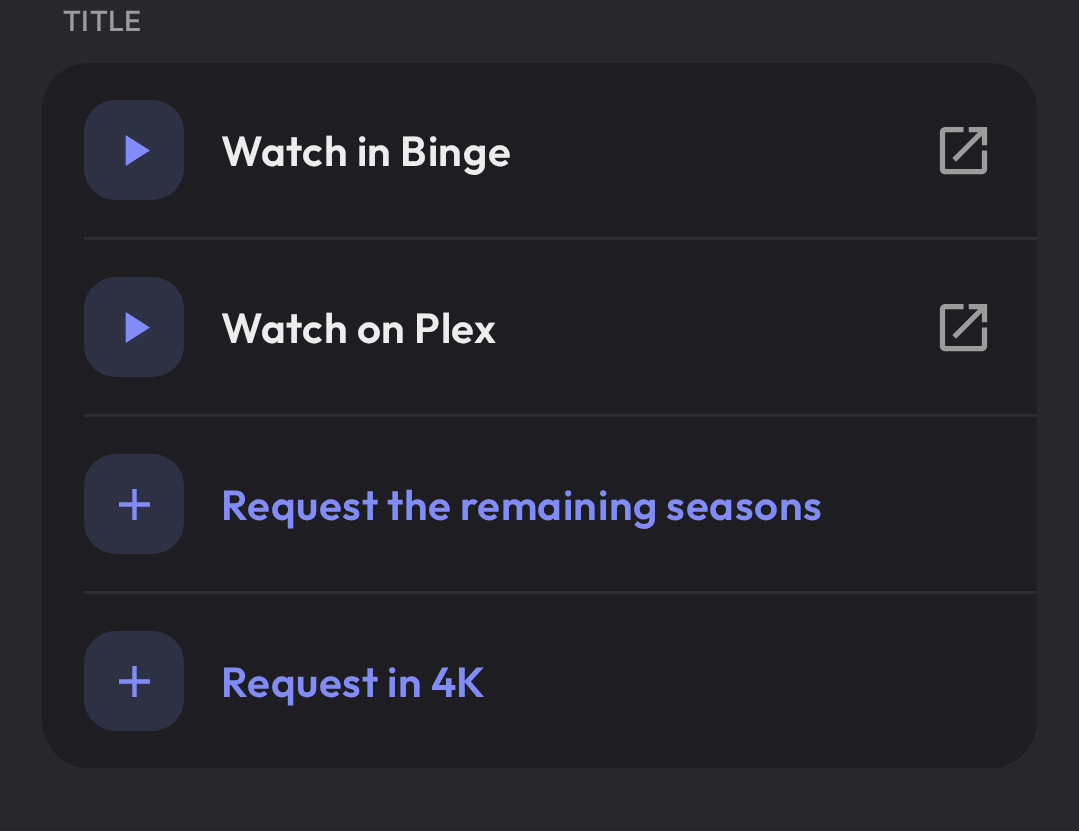 TITLE
Watch in Binge
Watch on Plex
Request the remaining seasons
Request in 4K